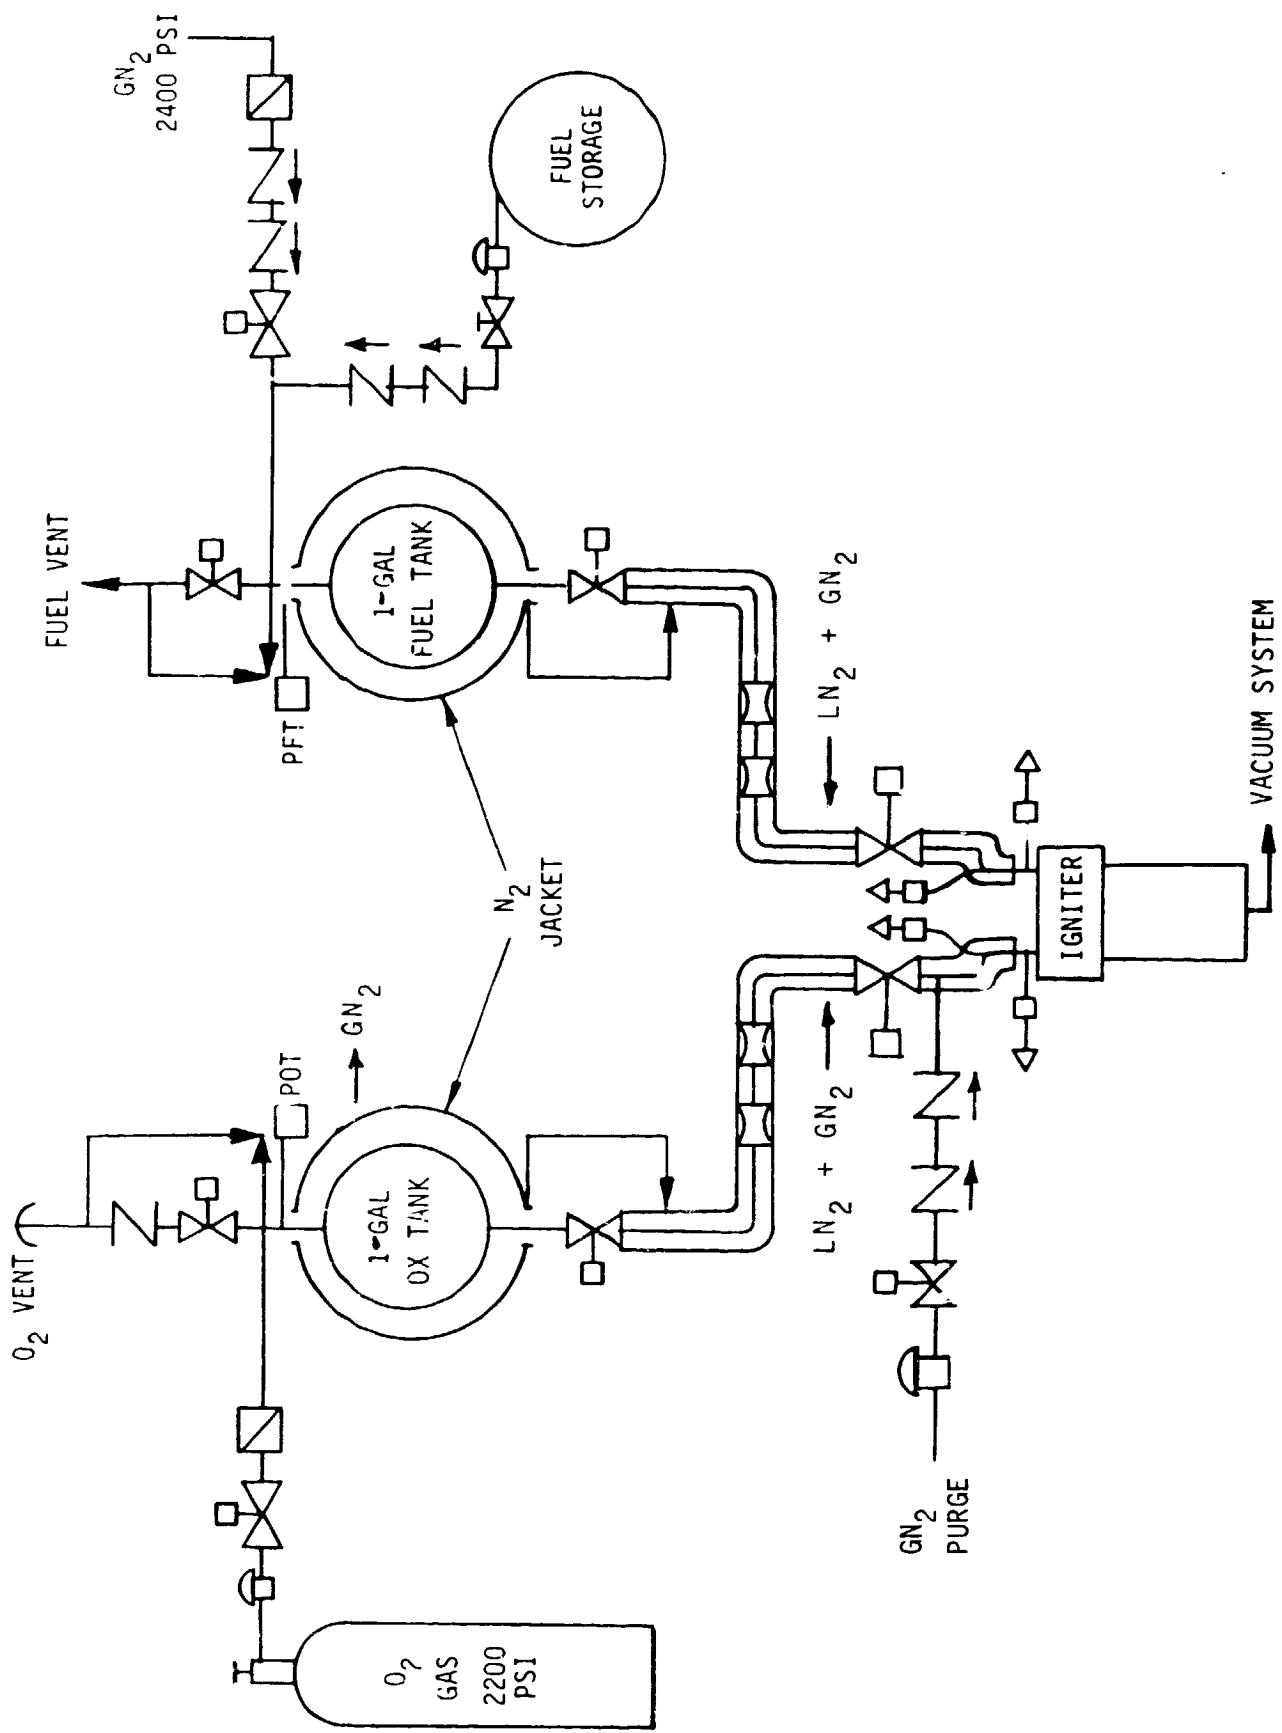 GN2
2400 PSI
FUEL
STORAGE
FUEL VENT
1-GAL
FUEL TANK
PFT
LN2 + GN2
N2
JACKET
VACUUM SYSTEM
IGNITER
O2 VENT
POT
GN2
1-GAL
OX TANK
LN2 + GN2
GN2
PURGE
O2
GAS
2200
PSI